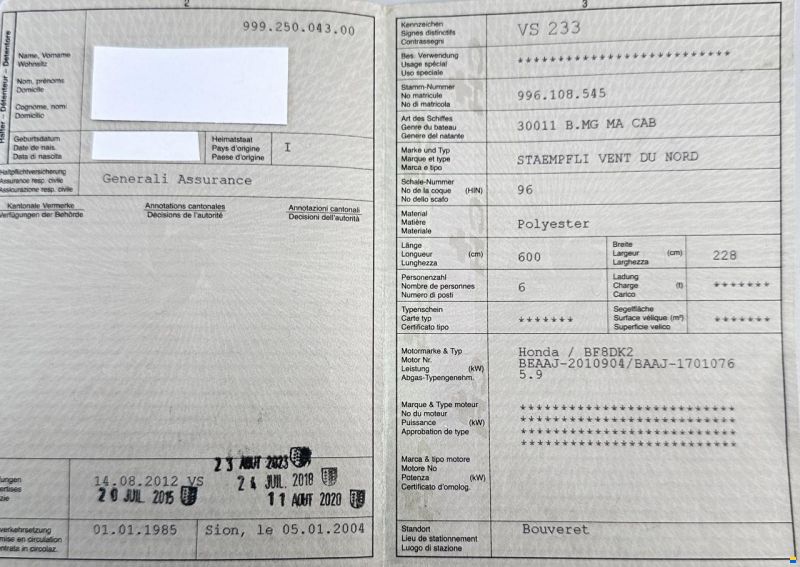 2
999.250.043.00
Halter – Détenteur – Detentore
Name, Vorname
Wohnsitz
Nom, prénoms
Domicile
Cognome, nomi
Domicilio
Geburtsdatum
Date de nais.
Data di nascita
Heimatstaat
Pays d'origine
Paese d'origine
I
Haftpflichtversicherung
Assurance resp. civile
Assicurazione resp. civile
Generali Assurance
Kantonale Vermerke
Verfügungen der Behörde
Annotations cantonales
Décisions de l'autorité
Annotazioni cantonali
Decisioni dell'autorità
14.08.2012 VS
23 AOUT 2023
20 JUIL. 2015
24 JUIL. 2018
11 AOUT 2020
01.01.1985
Sion, le 05.01.2004
3
Kennzeichen
Signes distinctifs
Contrassegni
VS 233
Bes. Verwendung
Usage spécial
Uso speciale
***************************
Stamm-Nummer
No matricule
No di matricola
996.108.545
Art des Schiffes
Genre du bateau
Genere del natante
30011 B.MG MA CAB
Marke und Typ
Marque et type
Marca e tipo
STAEMPFLI VENT DU NORD
Schale-Nummer
No de la coque (HIN)
No dello scafo
96
Material
Matière
Materiale
Polyester
Länge
Longueur (cm)
Lunghezza
600
Breite
Largeur (cm)
Larghezza
228
Personenzahl
Nombre de personnes
Numero di posti
6
Ladung
Charge (t)
Carico
*******
Typenschein
Carte typ
Certificato tipo
*******
Segelfläche
Surface vélique (m²)
Superficie velico
*******
Motormarke & Typ
Motor Nr.
Leistung (kW)
Abgas-Typengenehm.
Honda / BF8DK2
BEAAJ-2010904/BAAJ-1701076
5.9
Marque & Type moteur
No du moteur
Puissance (kW)
Approbation de type
***************************
***************************
***************************
***************************
Marca & tipo motore
Motore No
Potenza (kW)
Certificato d'omolog.
Standort
Lieu de stationnement
Luogo di stazione
Bouveret